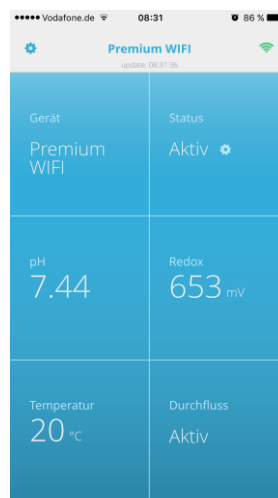 Vodafone.de 08:31 86 %
Premium WIFI
update: 08:31:36
Gerät Status
Premium WIFI Aktiv
pH Redox
7.44 653 mV
Temperatur Durchfluss
20 °C Aktiv